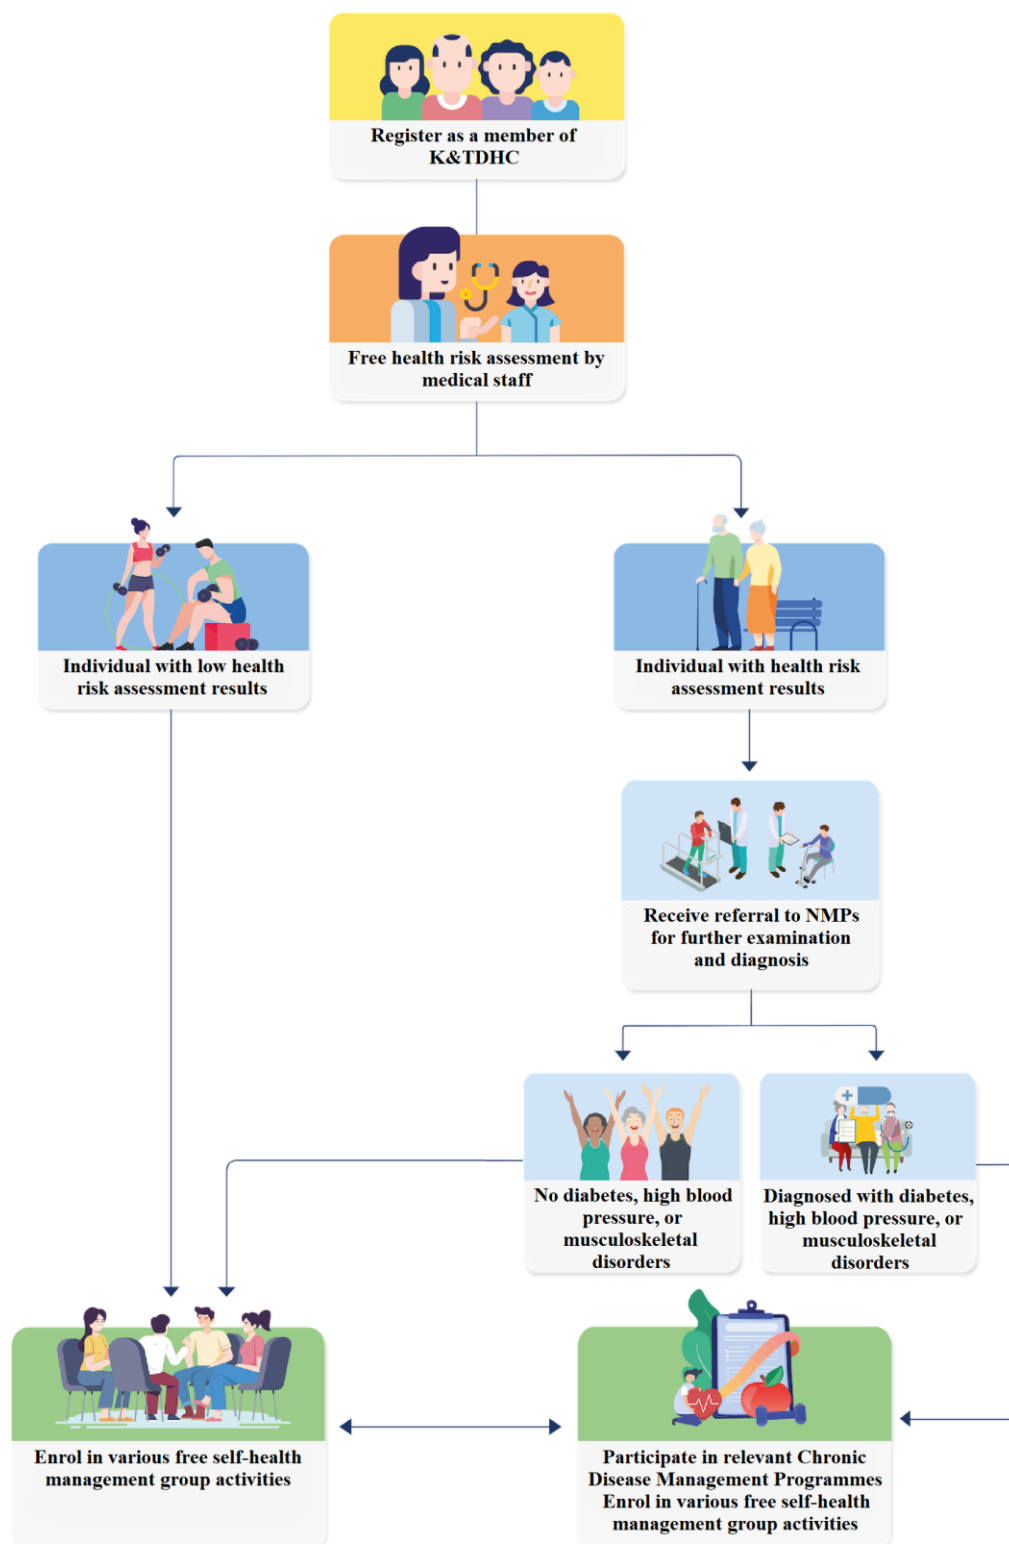 Register as a member of
K&TDHC
Free health risk assessment by
medical staff
Individual with low health
risk assessment results
Individual with health risk
assessment results
Receive referral to NMPs
for further examination
and diagnosis
No diabetes, high blood
pressure, or
musculoskeletal
disorders
Diagnosed with diabetes,
high blood pressure, or
musculoskeletal
disorders
Enrol in various free self-health
management group activities
Participate in relevant Chronic
Disease Management Programmes
Enrol in various free self-health
management group activities